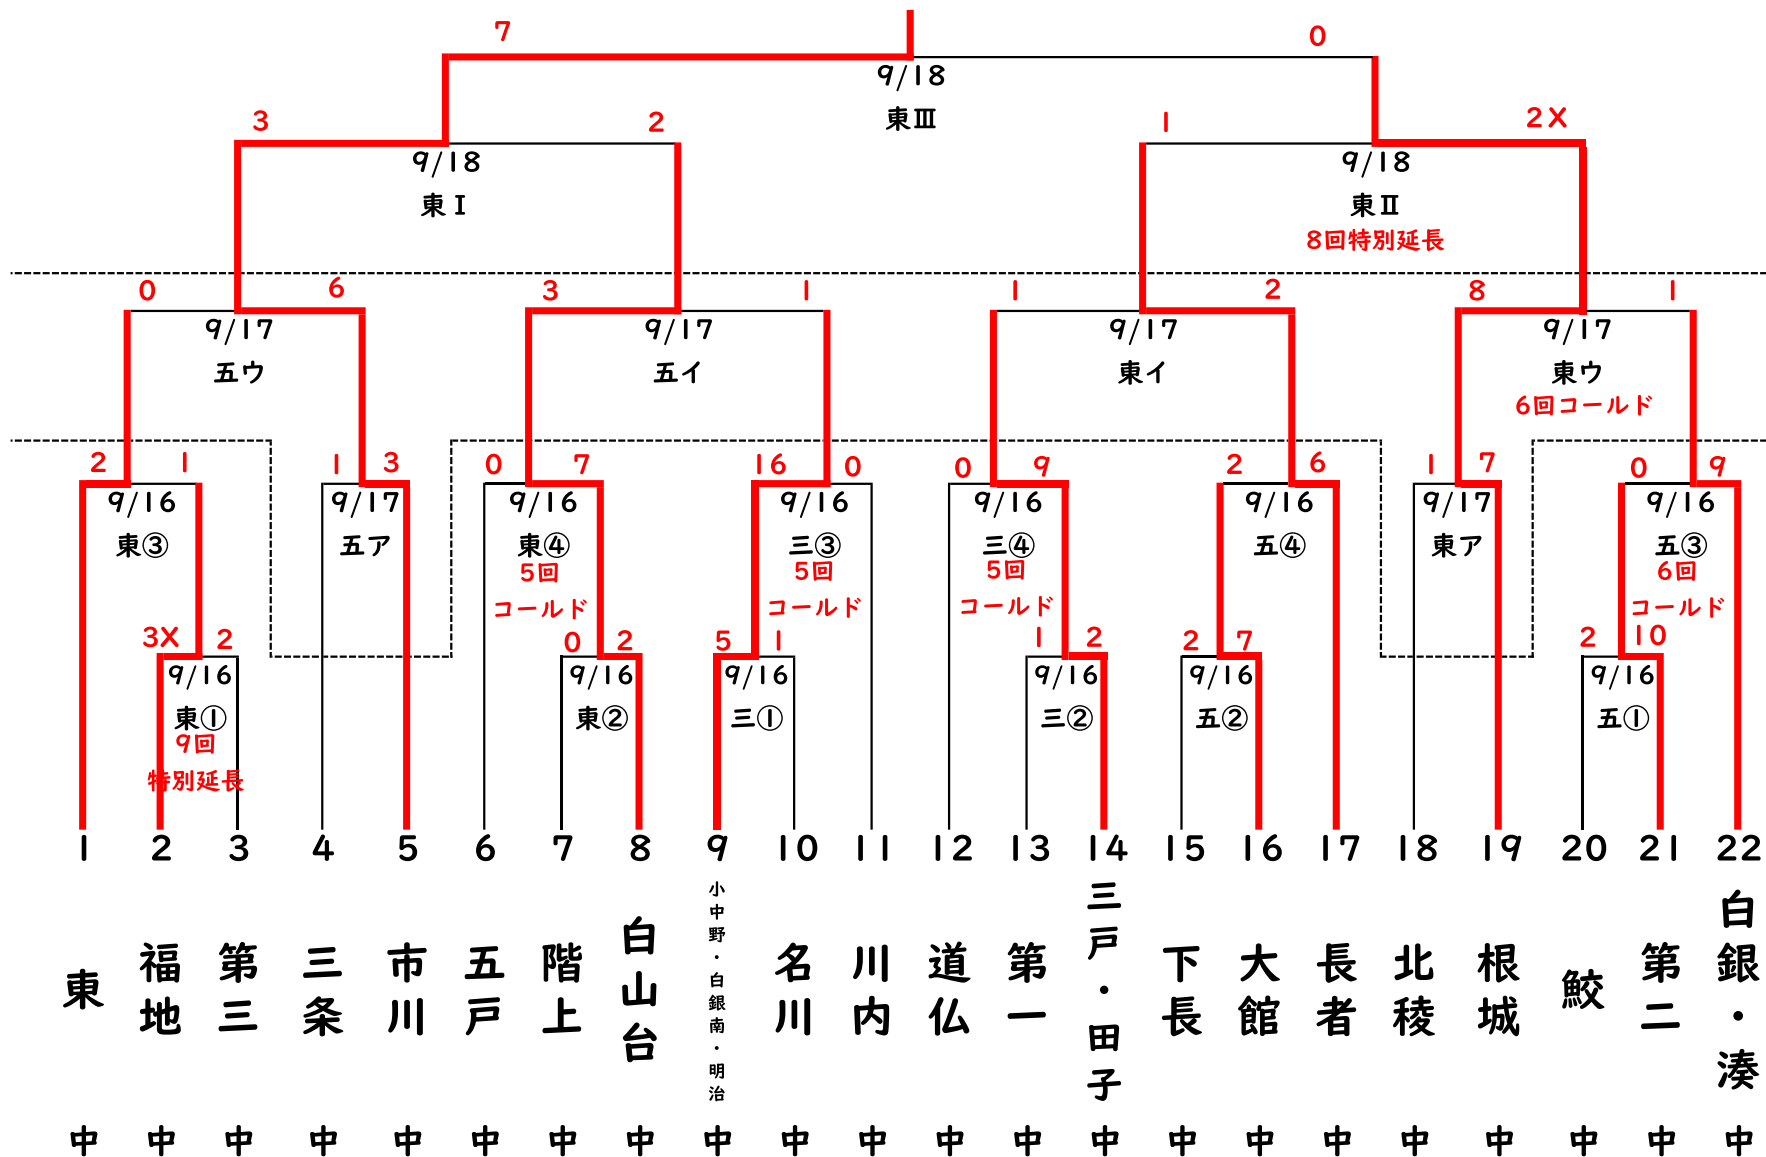 7 0
9/18
東Ⅲ
3 2 1 2X
9/18 9/18
東Ⅰ 東Ⅱ
8回特別延長
0 6 3 1 1 2 8 1
9/17 9/17 9/17 9/17
五ウ 五イ 東イ 東ウ
6回コールド
2 1 1 3 0 7 16 0 0 9 2 6 1 7 0 9
9/16 9/17 9/16 9/16 9/16 9/16 9/17 9/16
東③ 五ア 東④ 三③ 三④ 五④ 東ア 五③
5回 5回 5回 6回
コールド コールド コールド コールド
3X 2 0 2 5 1 1 2 2 7 2 10
9/16 9/16 9/16 9/16 9/16 9/16
東① 東② 三① 三② 五② 五①
9回
特別延長
1 2 3 4 5 6 7 8 9 10 11 12 13 14 15 16 17 18 19 20 21 22
東中
福地中
第三中
三条中
市川中
五戸中
階上中
白山台中
小中野・白銀南・明治中
名川中
川内中
道仏中
第一中
三戸・田子中
下長中
大館中
長者中
北稜中
根城中
鮫中
第二中
白銀・湊中